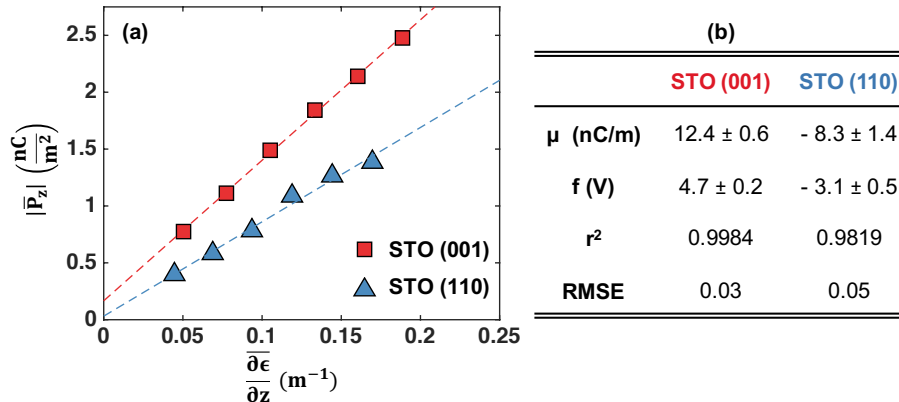 (a)
2.5
2
1.5
1
0.5
0
|P̅z| (nC/m²)
STO (001)
STO (110)
0 0.05 0.1 0.15 0.2 0.25
∂ϵ/∂z (m⁻¹)
(b)
STO (001) STO (110)
μ (nC/m) 12.4 ± 0.6 - 8.3 ± 1.4
f (V) 4.7 ± 0.2 - 3.1 ± 0.5
r² 0.9984 0.9819
RMSE 0.03 0.05